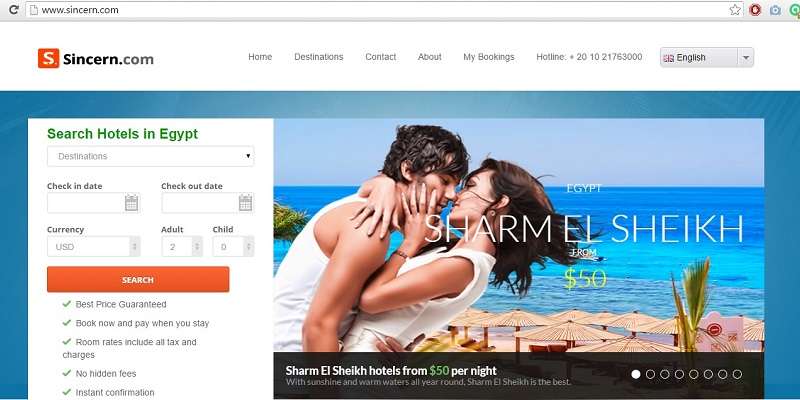 www.sincern.com
S Sincern.com
Home Destinations Contact About My Bookings Hotline: + 20 10 21763000 English
Search Hotels in Egypt
Destinations
Check in date Check out date
Currency Adult Child
USD 2 0
SEARCH
Best Price Guaranteed
Book now and pay when you stay
Room rates include all tax and
charges
No hidden fees
Instant confirmation
EGYPT
SHARM EL SHEIKH
FROM
$50
Sharm El Sheikh hotels from $50 per night
With sunshine and warm waters all year round, Sharm El Sheikh is the best.